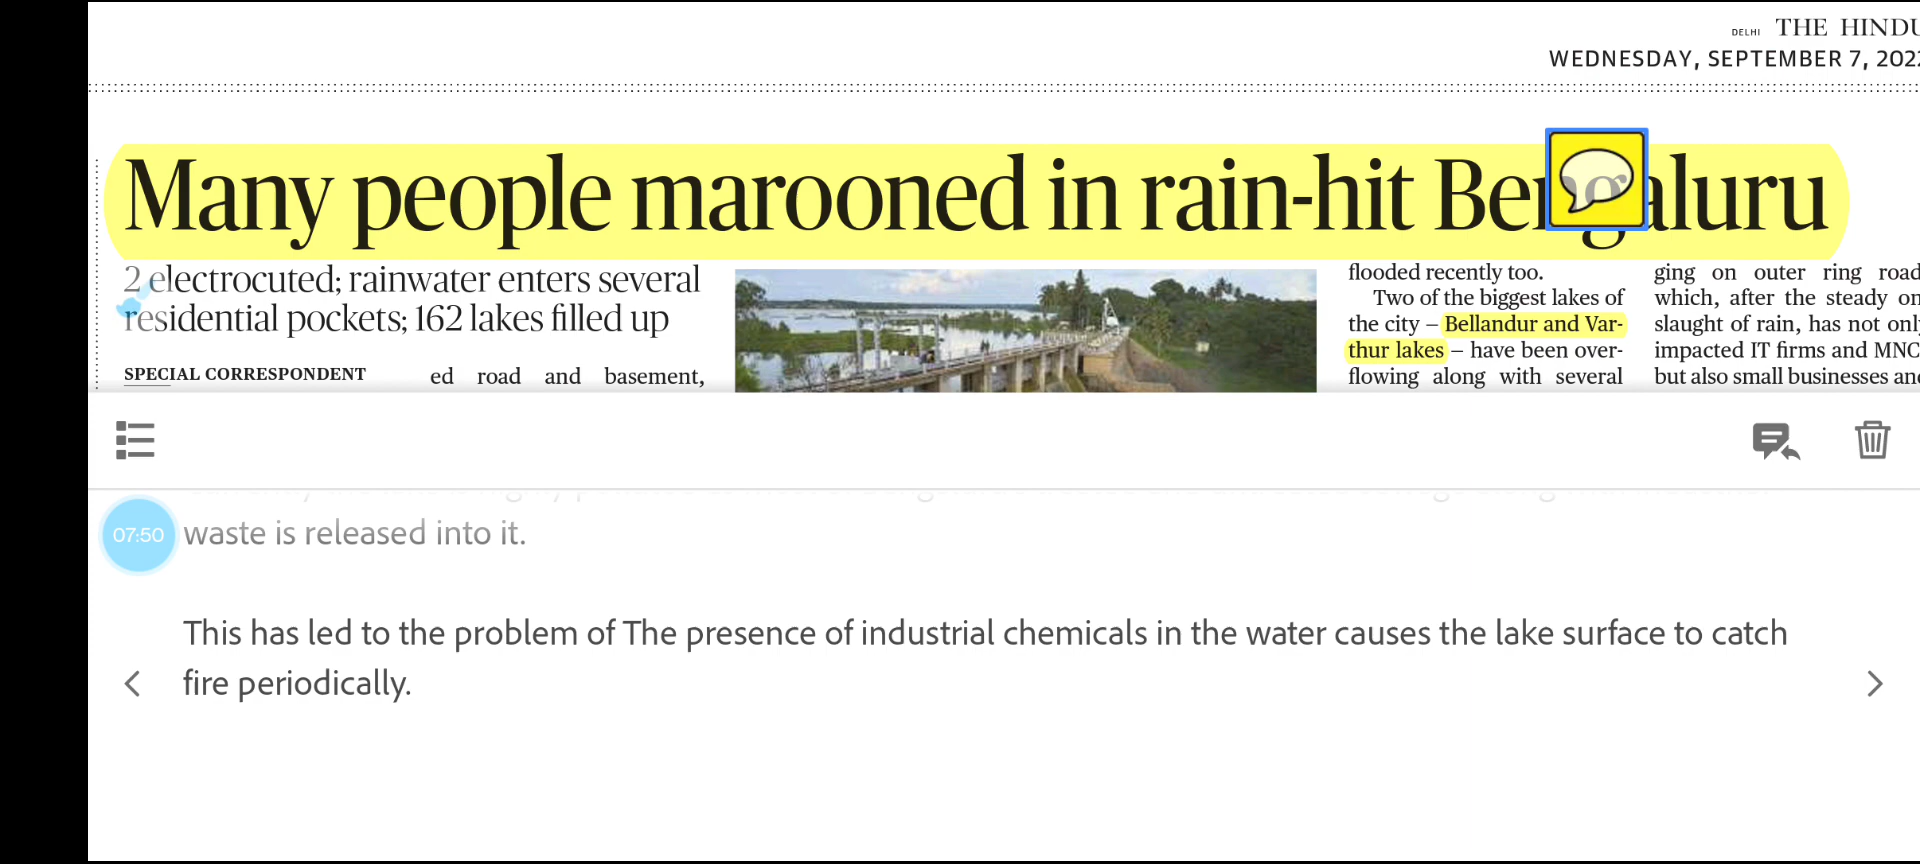 DELHI THE HINDU
WEDNESDAY, SEPTEMBER 7, 202
Many people marooned in rain-hit Bengaluru
2 electrocuted; rainwater enters several
residential pockets; 162 lakes filled up
SPECIAL CORRESPONDENT
ed road and basement,
flooded recently too.
Two of the biggest lakes of
the city – Bellandur and Var-
thur lakes – have been over-
flowing along with several
ging on outer ring road
which, after the steady on
slaught of rain, has not only
impacted IT firms and MNC
but also small businesses and
07:50
waste is released into it.
This has led to the problem of The presence of industrial chemicals in the water causes the lake surface to catch
fire periodically.